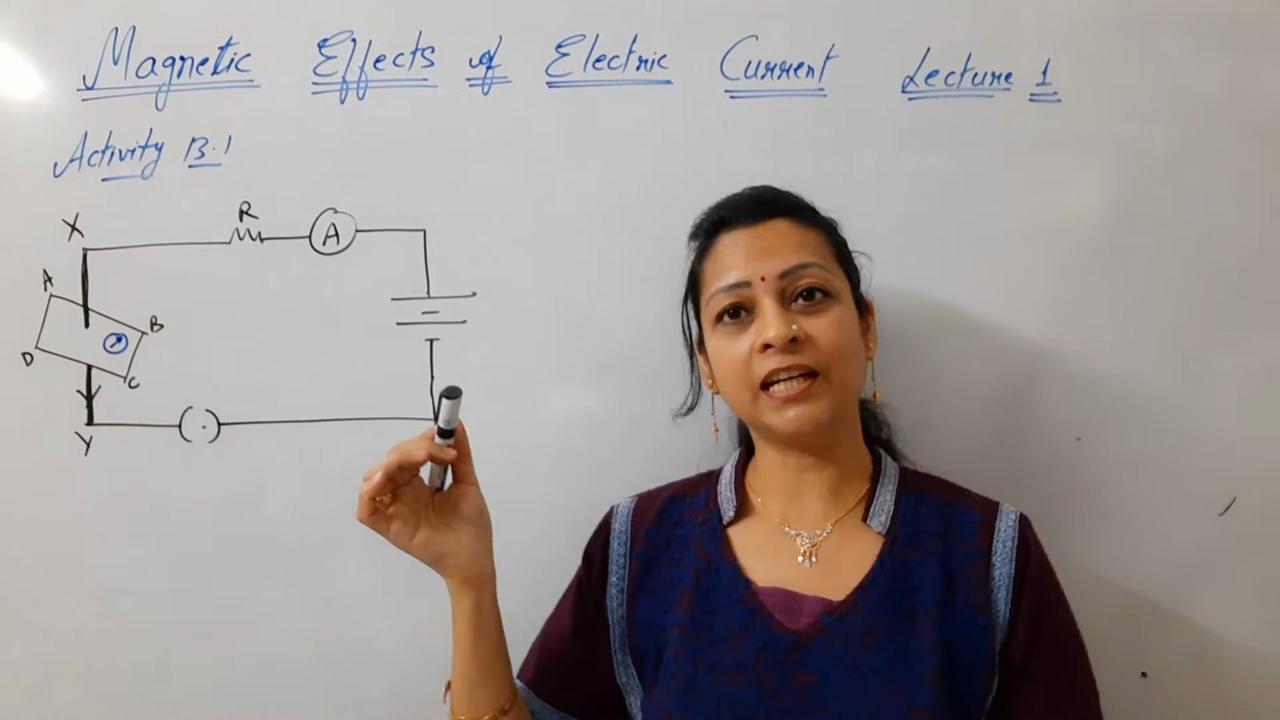 Magnetic Effects of Electric Current Lecture 1
Activity 13.1
X
R
A
A
B
D
C
Y